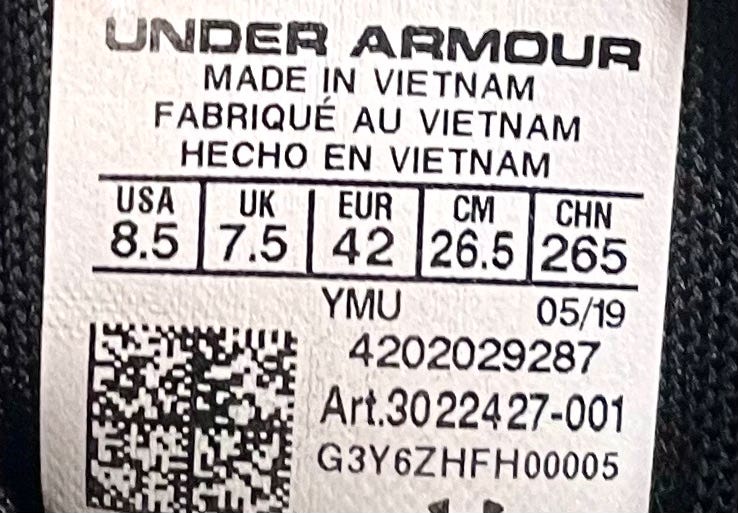 UNDER ARMOUR
MADE IN VIETNAM
FABRIQUÉ AU VIETNAM
HECHO EN VIETNAM
USA UK EUR CM CHN
8.5 7.5 42 26.5 265
YMU 05/19
4202029287
Art.3022427-001
G3Y6ZHFH00005